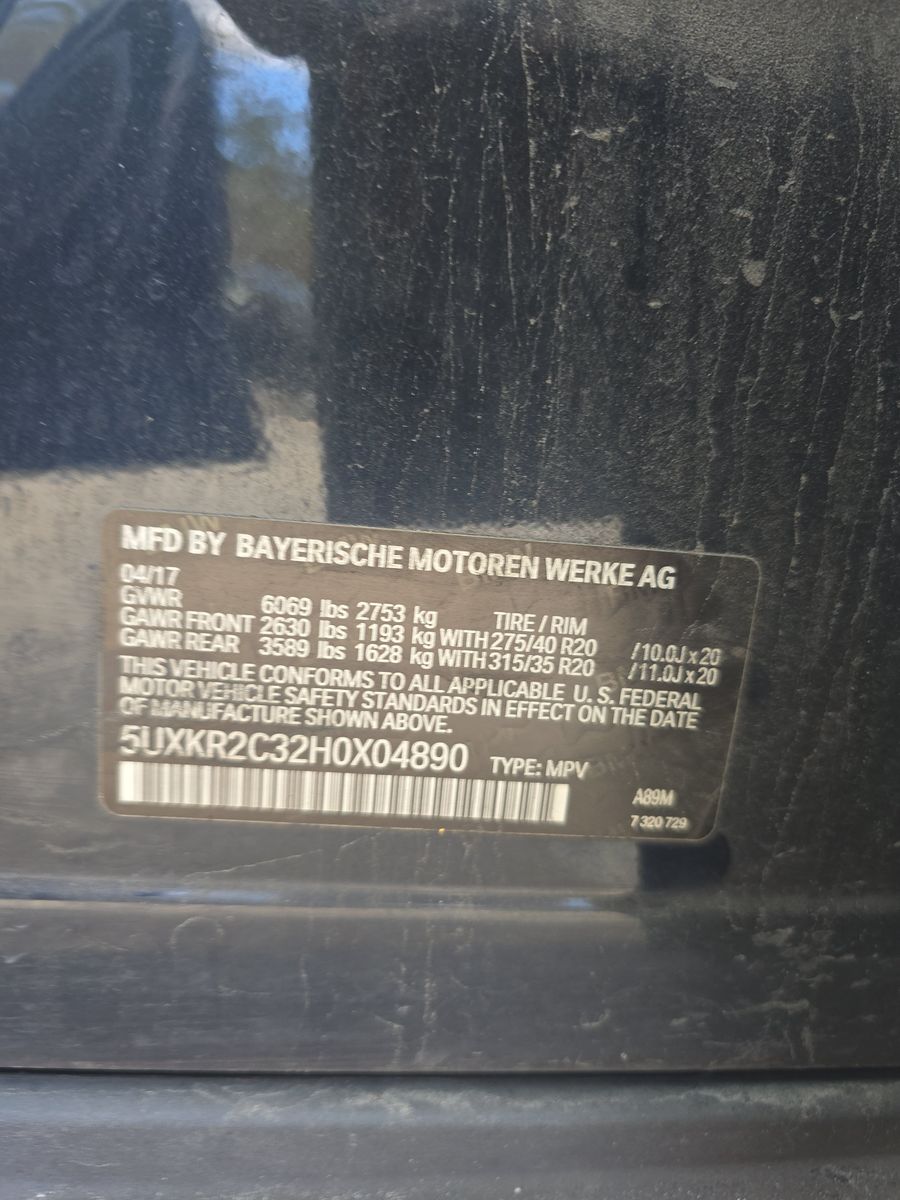 MFD BY BAYERISCHE MOTOREN WERKE AG
04/17
GVWR 6069 lbs 2753 kg TIRE / RIM
GAWR FRONT 2630 lbs 1193 kg WITH 275/40 R20 / 10.0J x 20
GAWR REAR 3589 lbs 1628 kg WITH 315/35 R20 / 11.0J x 20
THIS VEHICLE CONFORMS TO ALL APPLICABLE U. S. FEDERAL
MOTOR VEHICLE SAFETY STANDARDS IN EFFECT ON THE DATE
OF MANUFACTURE SHOWN ABOVE.
5UXKR2C32H0X04890 TYPE: MPV
A89M
7 320 729